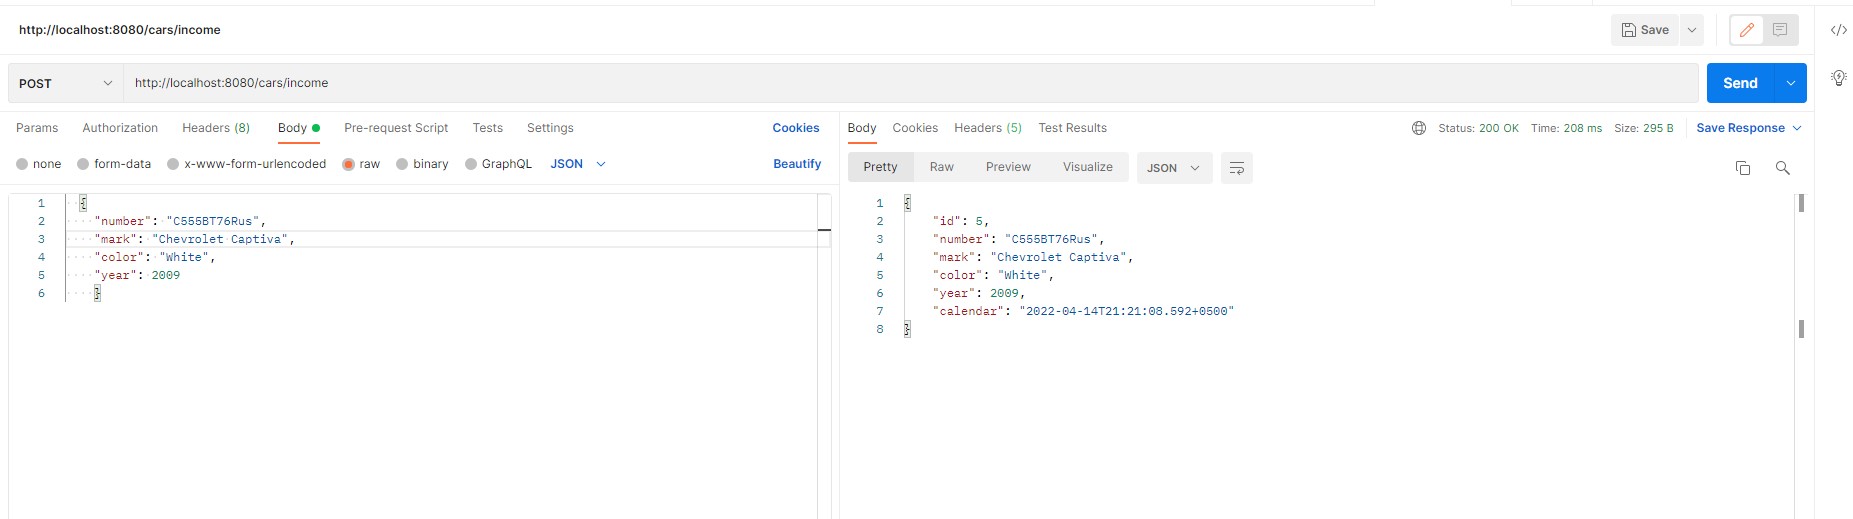 http://localhost:8080/cars/income
Save
POST
http://localhost:8080/cars/income
Send
Params Authorization Headers (8) Body Pre-request Script Tests Settings Cookies
none form-data x-www-form-urlencoded raw binary GraphQL JSON Beautify
1 {
2 "number": "C555BT76Rus",
3 "mark": "Chevrolet Captiva",
4 "color": "White",
5 "year": 2009
6 }
Body Cookies Headers (5) Test Results Status: 200 OK Time: 208 ms Size: 295 B Save Response
Pretty Raw Preview Visualize JSON
1 {
2 "id": 5,
3 "number": "C555BT76Rus",
4 "mark": "Chevrolet Captiva",
5 "color": "White",
6 "year": 2009,
7 "calendar": "2022-04-14T21:21:08.592+0500"
8 }